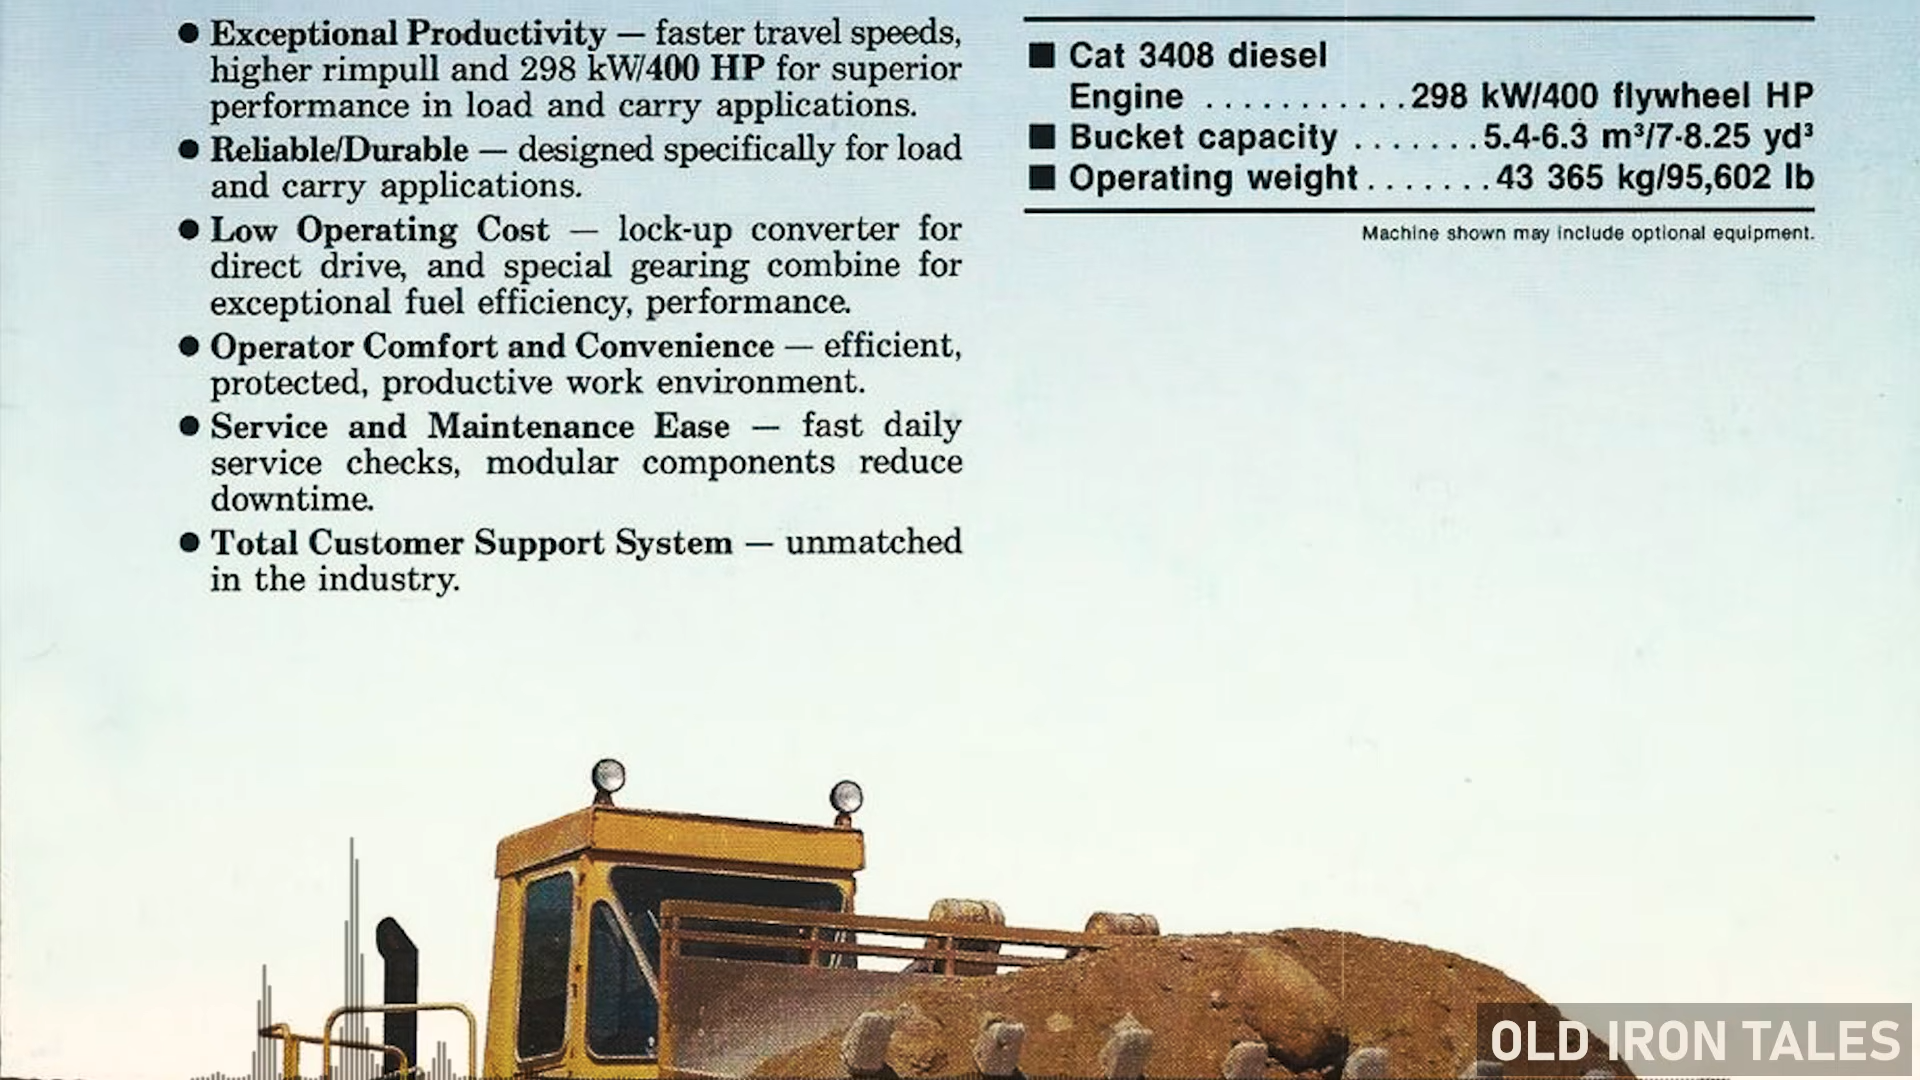 ● Exceptional Productivity — faster travel speeds,
higher rimpull and 298 kW/400 HP for superior
performance in load and carry applications.
● Reliable/Durable — designed specifically for load
and carry applications.
● Low Operating Cost — lock-up converter for
direct drive, and special gearing combine for
exceptional fuel efficiency, performance.
● Operator Comfort and Convenience — efficient,
protected, productive work environment.
● Service and Maintenance Ease — fast daily
service checks, modular components reduce
downtime.
● Total Customer Support System — unmatched
in the industry.
■ Cat 3408 diesel
Engine ...........298 kW/400 flywheel HP
■ Bucket capacity .......5.4-6.3 m³/7-8.25 yd³
■ Operating weight.......43 365 kg/95,602 lb
Machine shown may include optional equipment.
OLD IRON TALES